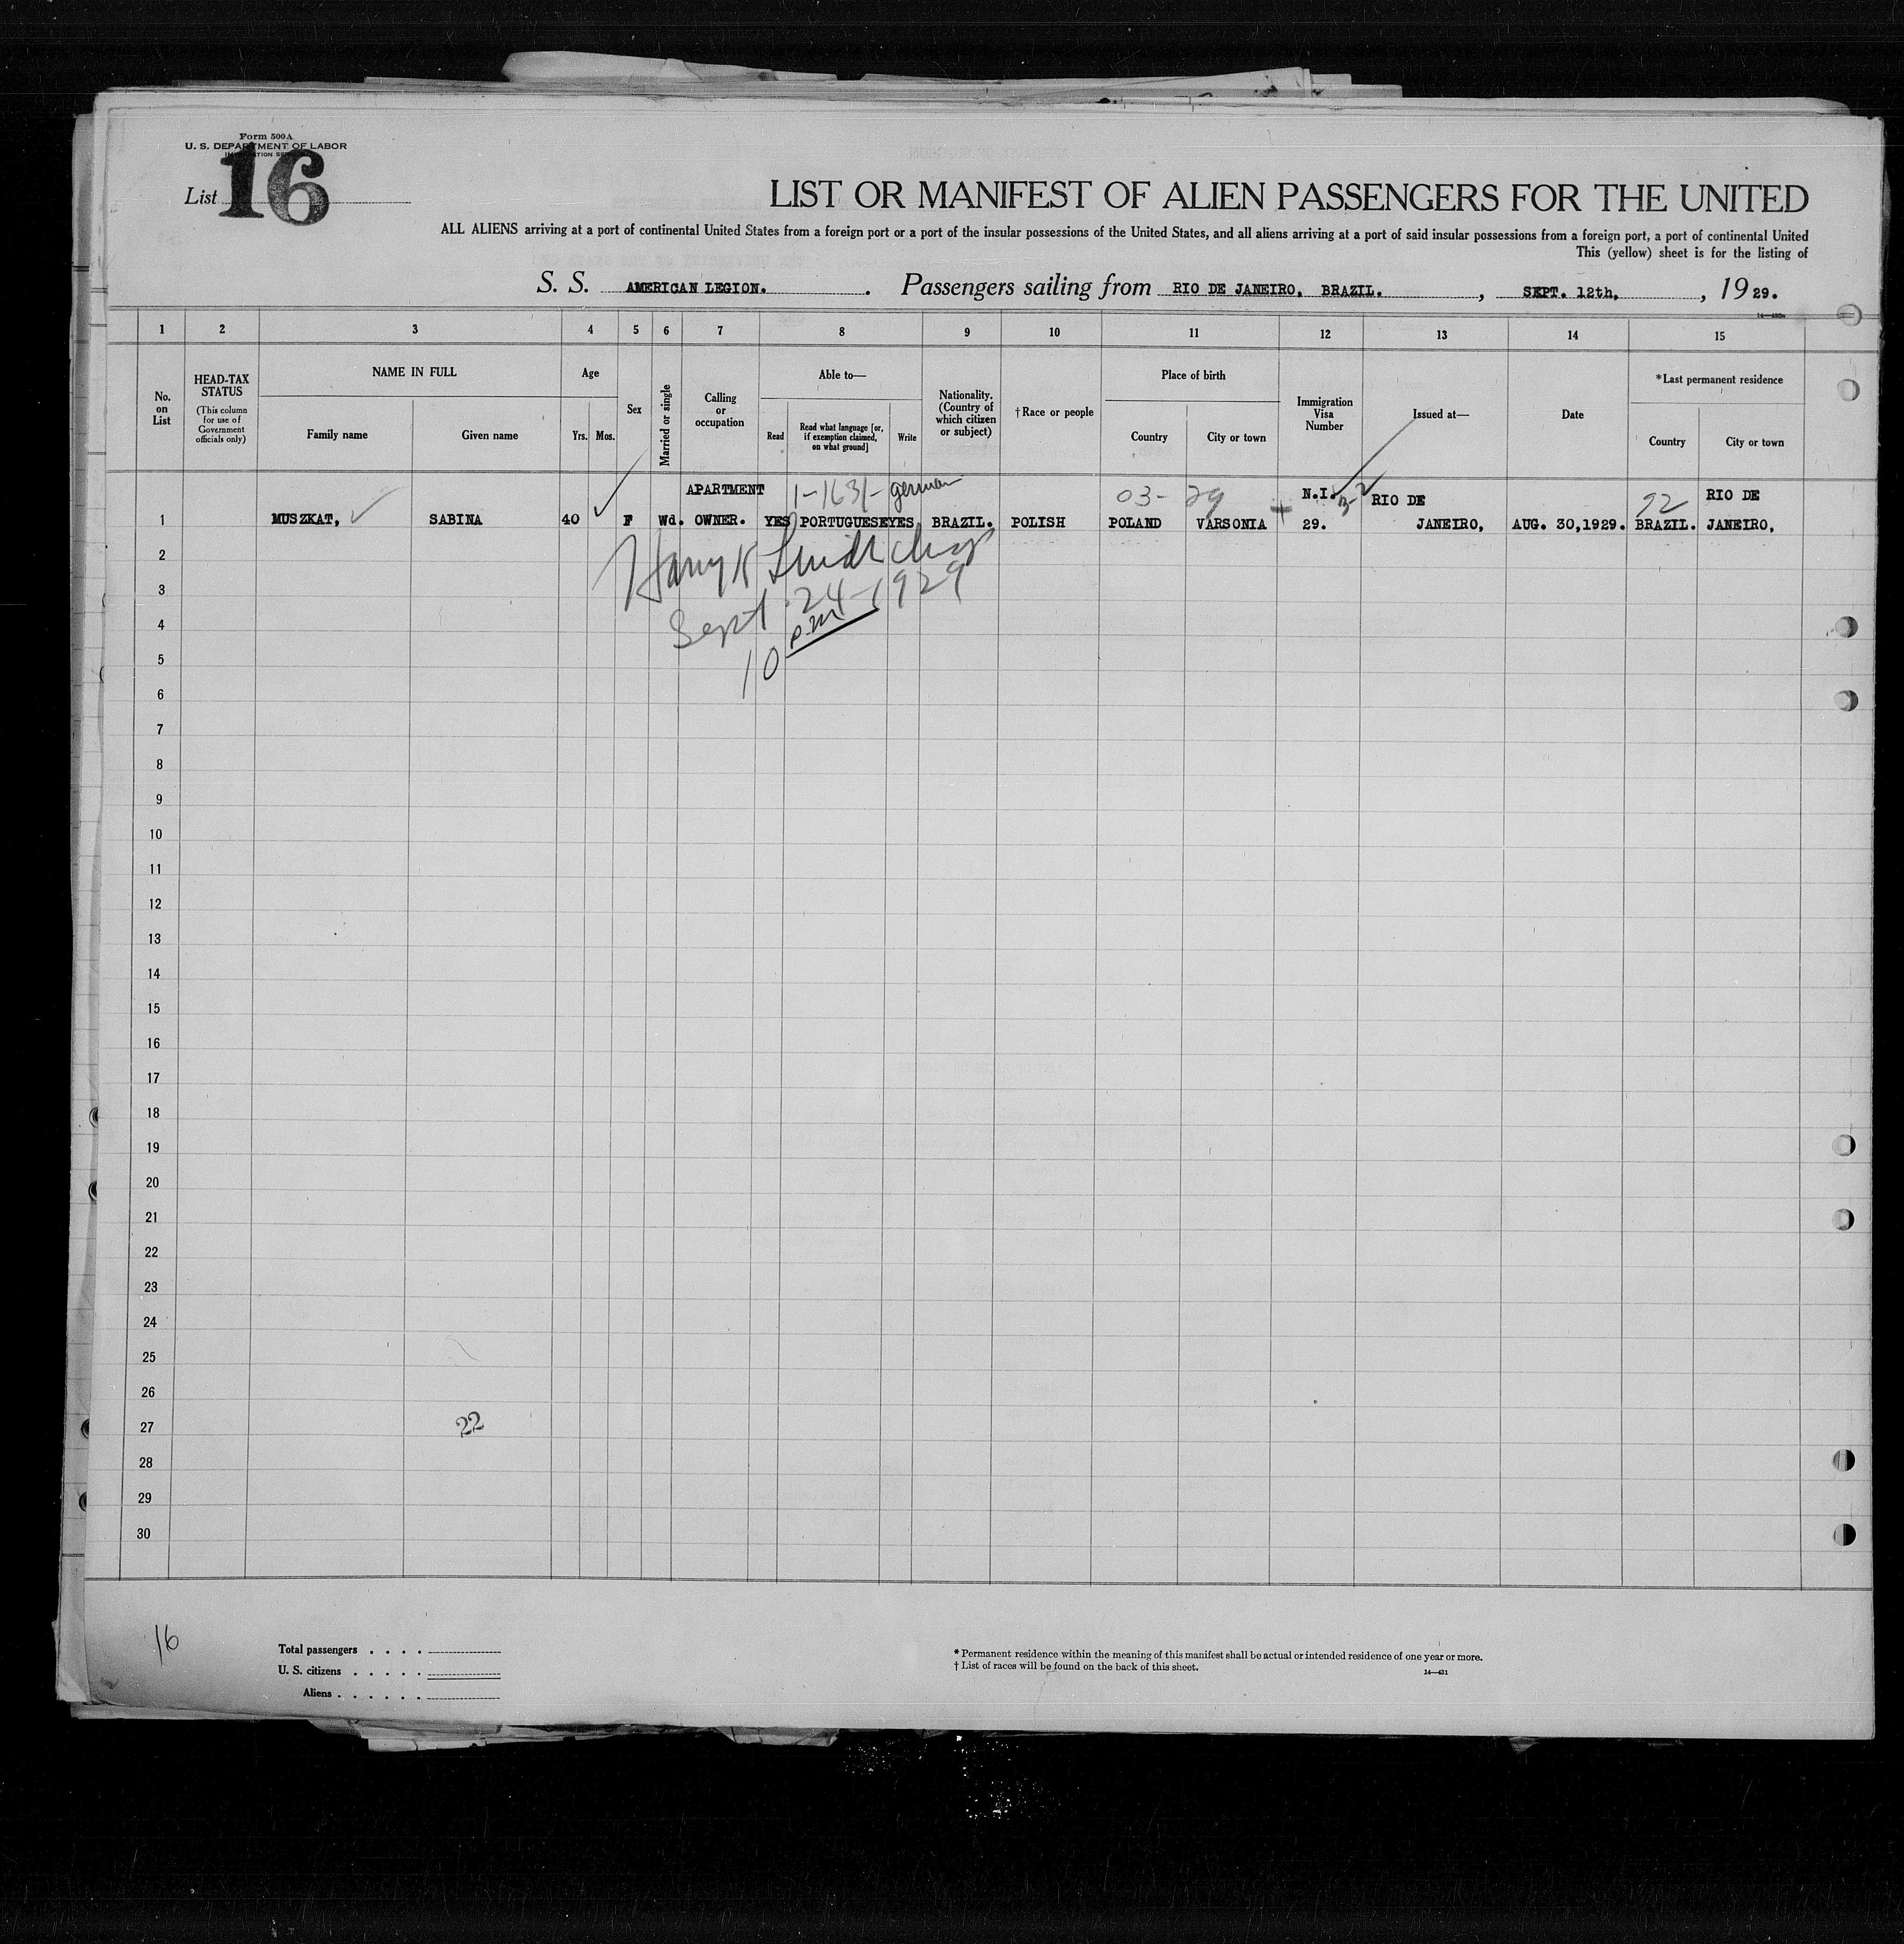 Form 500A
U. S. DEPARTMENT OF LABOR
List 16
LIST OR MANIFEST OF ALIEN PASSENGERS FOR THE UNITED
ALL ALIENS arriving at a port of continental United States from a foreign port or a port of the insular possessions of the United States, and all aliens arriving at a port of said insular possessions from a foreign port, a port of continental United
This (yellow) sheet is for the listing of
S. S. AMERICAN LEGION. . Passengers sailing from RIO DE JANEIRO, BRAZIL. , SEPT. 12th, , 19 29.
1 2 3 4 5 6 7 8 9 10 11 12 13 14 15
No. on List
HEAD-TAX STATUS
(This column for use of Government officials only)
NAME IN FULL
Family name
Given name
Age
Yrs.
Mos.
Sex
Married or single
Calling or occupation
Able to—
Read
Read what language [or, if exemption claimed, on what ground]
Write
Nationality. (Country of which citizen or subject)
† Race or people
Place of birth
Country
City or town
Immigration Visa Number
Issued at—
Date
*Last permanent residence
Country
City or town
APARTMENT 1-1631- german 03- 29 N.I. RIO DE 92 RIO DE
1 MUSZKAT, SABINA 40 F Wd. OWNER. YES PORTUGUESE YES BRAZIL. POLISH POLAND VARSONIA 29. JANEIRO, AUG. 30,1929. BRAZIL. JANEIRO,
2
Harry K
3
Sept 24-1929
4
p.m
5
10
6
7
8
9
10
11
12
13
14
15
16
17
18
19
20
21
22
23
24
25
26
27 22
28
29
30
16
Total passengers . . . .
U. S. citizens . . . . .
Aliens . . . . . .
* Permanent residence within the meaning of this manifest shall be actual or intended residence of one year or more.
† List of races will be found on the back of this sheet.
14—431